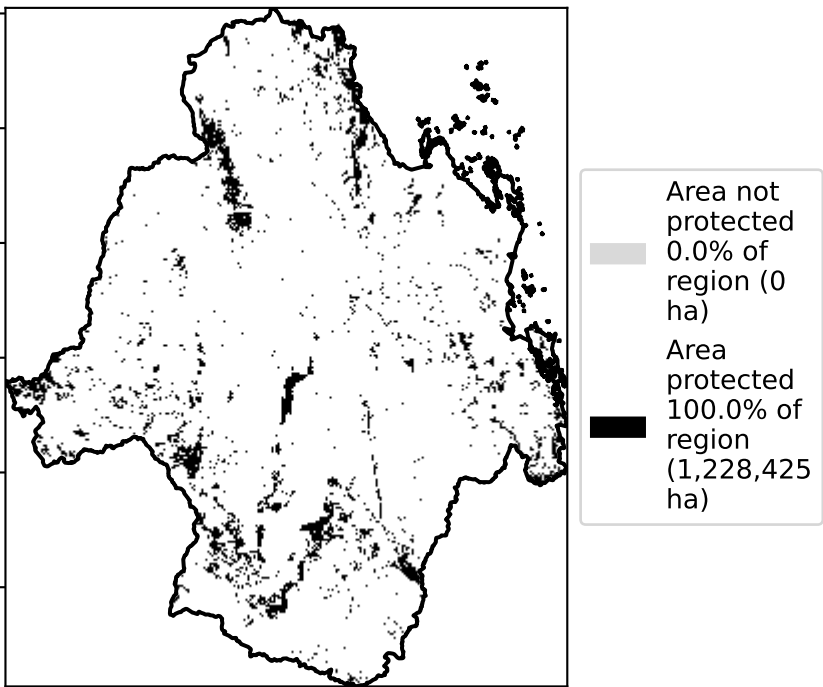 Area not
protected
0.0% of
region (0
ha)
Area
protected
100.0% of
region
(1,228,425
ha)